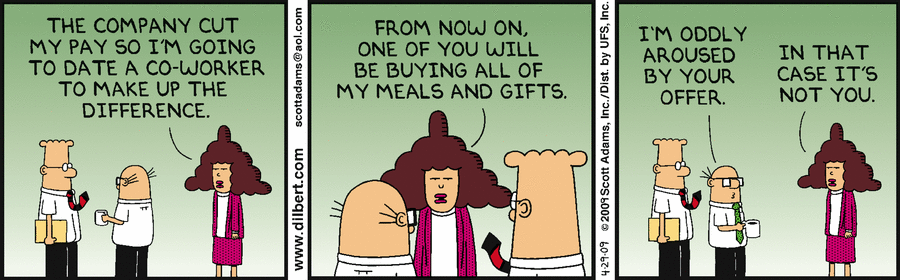 THE COMPANY CUT
MY PAY SO I'M GOING
TO DATE A CO-WORKER
TO MAKE UP THE
DIFFERENCE.
www.dilbert.com scottadams@aol.com
FROM NOW ON,
ONE OF YOU WILL
BE BUYING ALL OF
MY MEALS AND GIFTS.
4-29-09 ©2009 Scott Adams, Inc./Dist. by UFS, Inc.
I'M ODDLY
AROUSED
BY YOUR
OFFER.
IN THAT
CASE IT'S
NOT YOU.